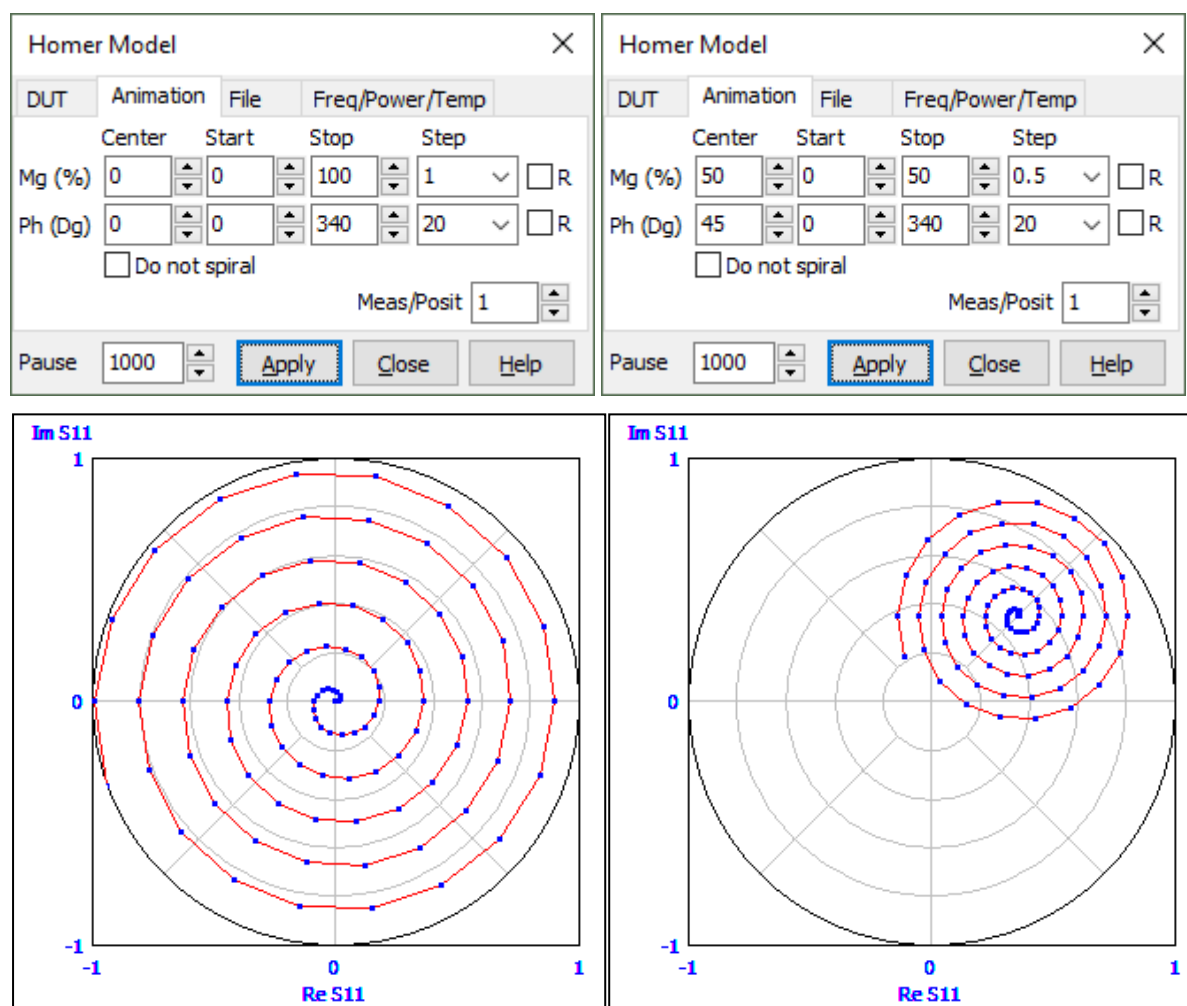 Homer Model
DUT Animation File Freq/Power/Temp
Center Start Stop Step
Mg (%) 0 0 100 1 R
Ph (Dg) 0 0 340 20 R
Do not spiral
Meas/Posit 1
Pause 1000 Apply Close Help
Homer Model
DUT Animation File Freq/Power/Temp
Center Start Stop Step
Mg (%) 50 0 50 0.5 R
Ph (Dg) 45 0 340 20 R
Do not spiral
Meas/Posit 1
Pause 1000 Apply Close Help
Im S11
1
0
-1
-1 0 1
Re S11
Im S11
1
0
-1
-1 0 1
Re S11